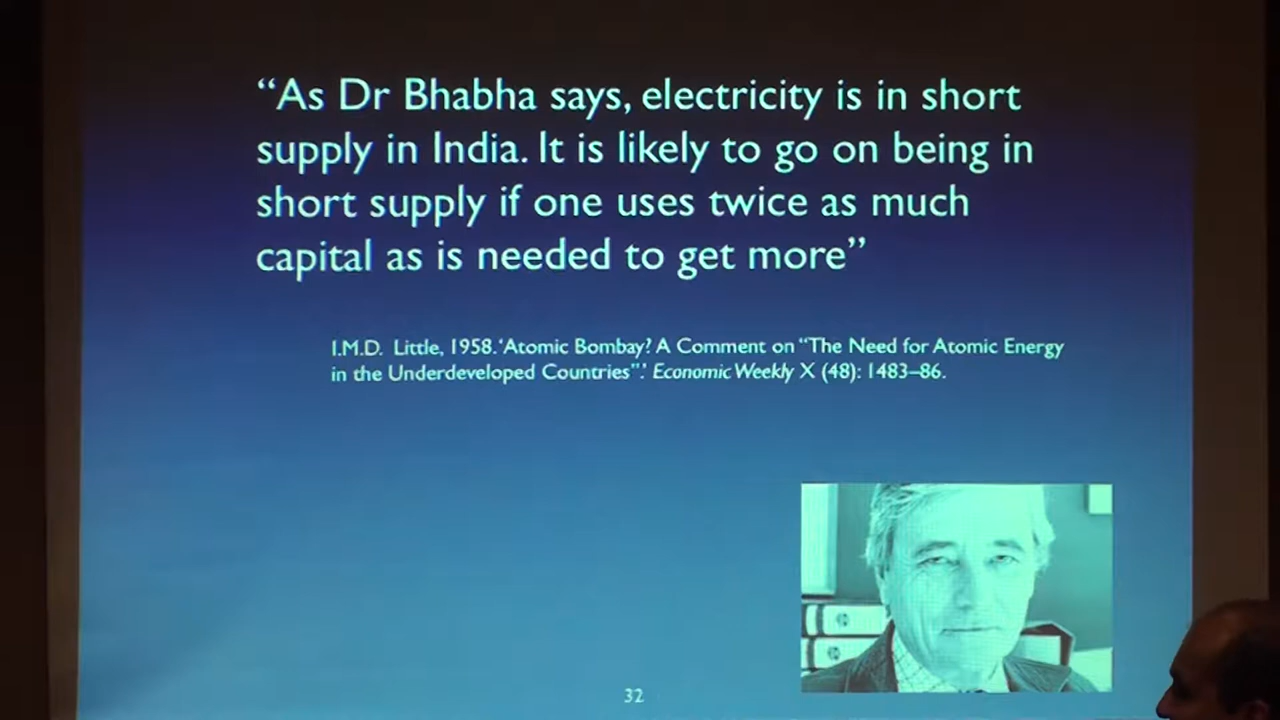 “As Dr Bhabha says, electricity is in short
supply in India. It is likely to go on being in
short supply if one uses twice as much
capital as is needed to get more”
I.M.D. Little, 1958. ‘Atomic Bombay? A Comment on “The Need for Atomic Energy
in the Underdeveloped Countries”.’ Economic Weekly X (48): 1483–86.
32